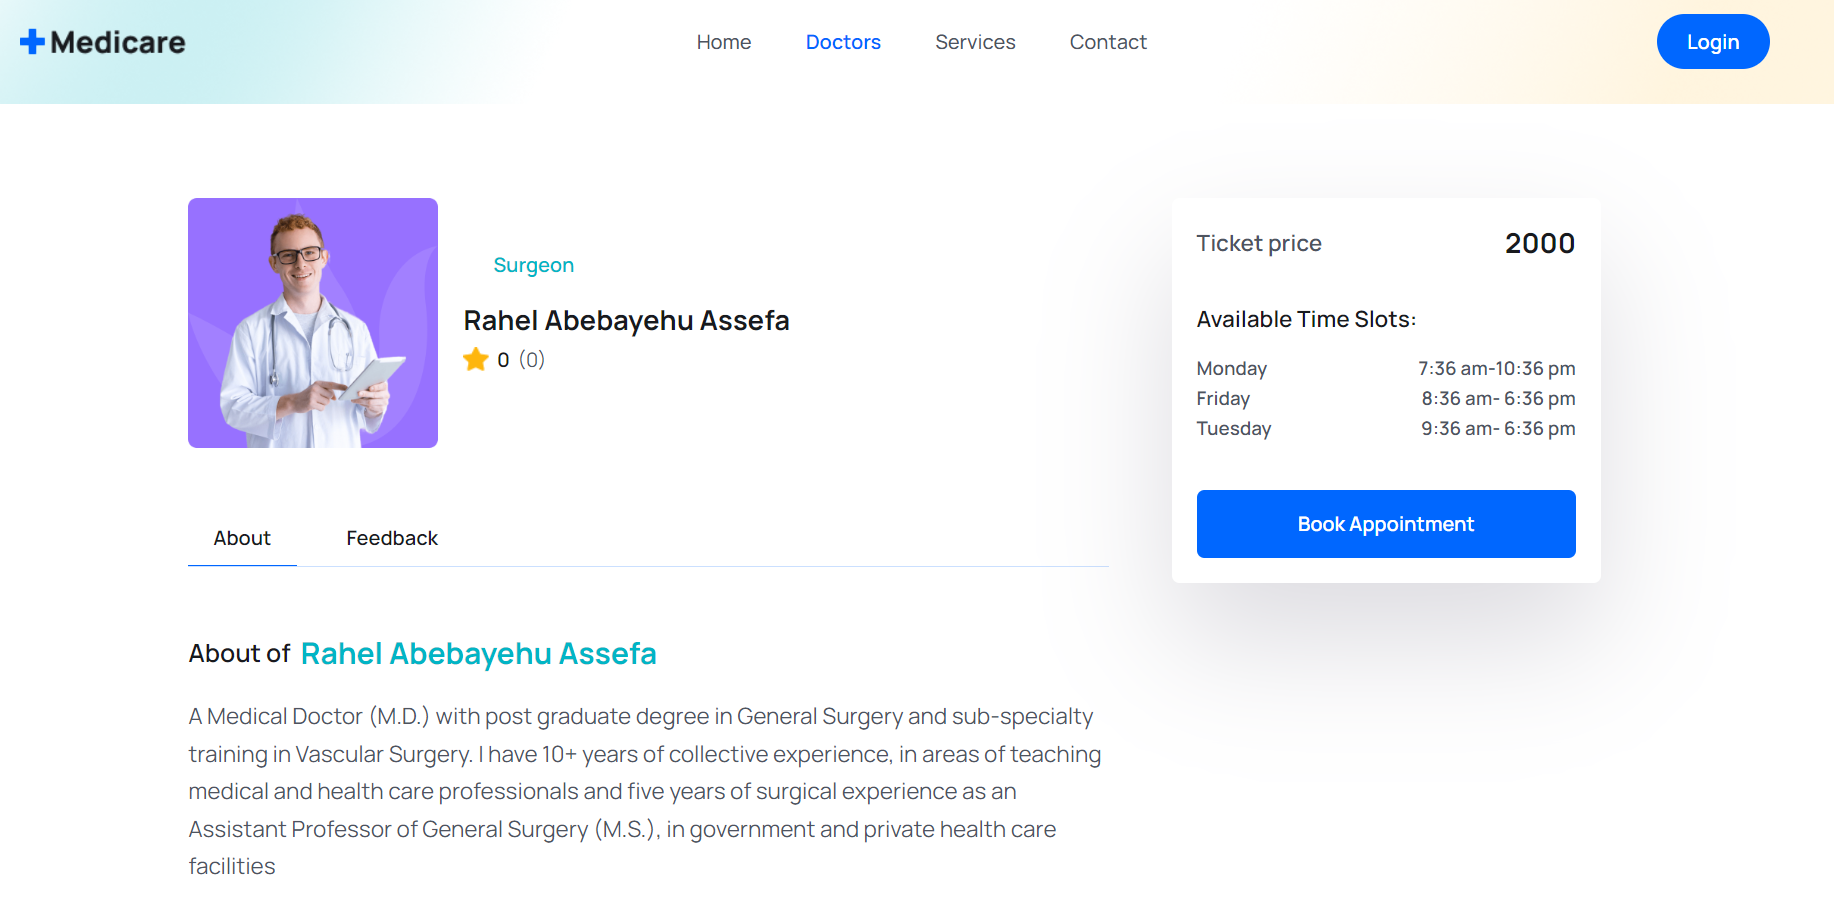 Medicare
Home Doctors Services Contact
Login
Surgeon
Rahel Abebayehu Assefa
0 (0)
About Feedback
About of Rahel Abebayehu Assefa
A Medical Doctor (M.D.) with post graduate degree in General Surgery and sub-specialty
training in Vascular Surgery. I have 10+ years of collective experience, in areas of teaching
medical and health care professionals and five years of surgical experience as an
Assistant Professor of General Surgery (M.S.), in government and private health care
facilities
Ticket price 2000
Available Time Slots:
Monday 7:36 am-10:36 pm
Friday 8:36 am- 6:36 pm
Tuesday 9:36 am- 6:36 pm
Book Appointment